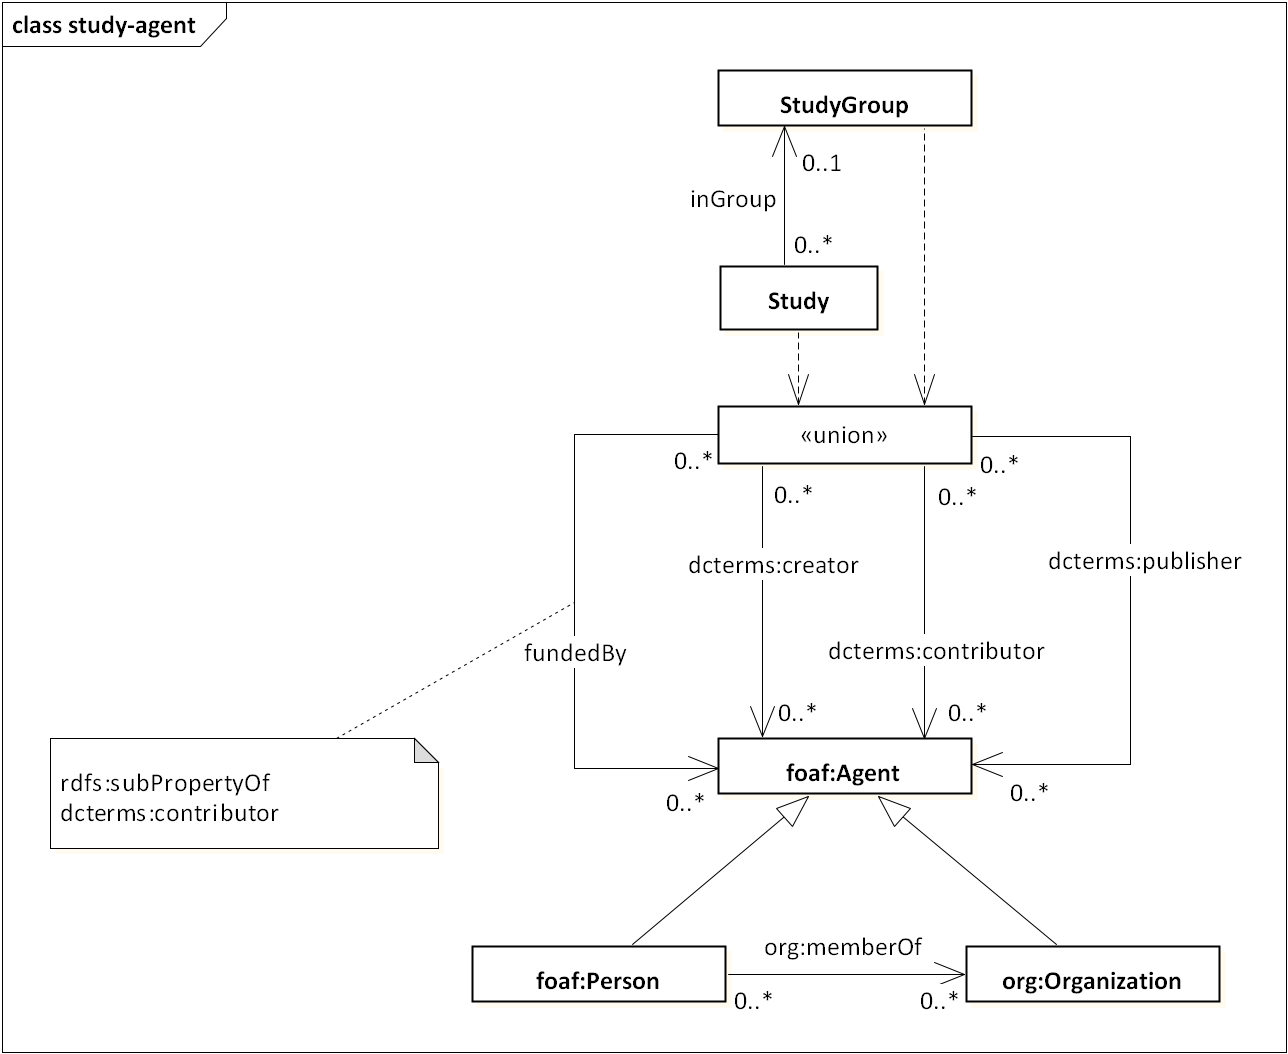 class study-agent
StudyGroup
0..1
inGroup
0..*
Study
«union»
0..*
0..*
0..*
0..*
dcterms:creator
dcterms:publisher
fundedBy
dcterms:contributor
0..*
0..*
foaf:Agent
0..*
0..*
rdfs:subPropertyOf
dcterms:contributor
org:memberOf
foaf:Person
org:Organization
0..*
0..*